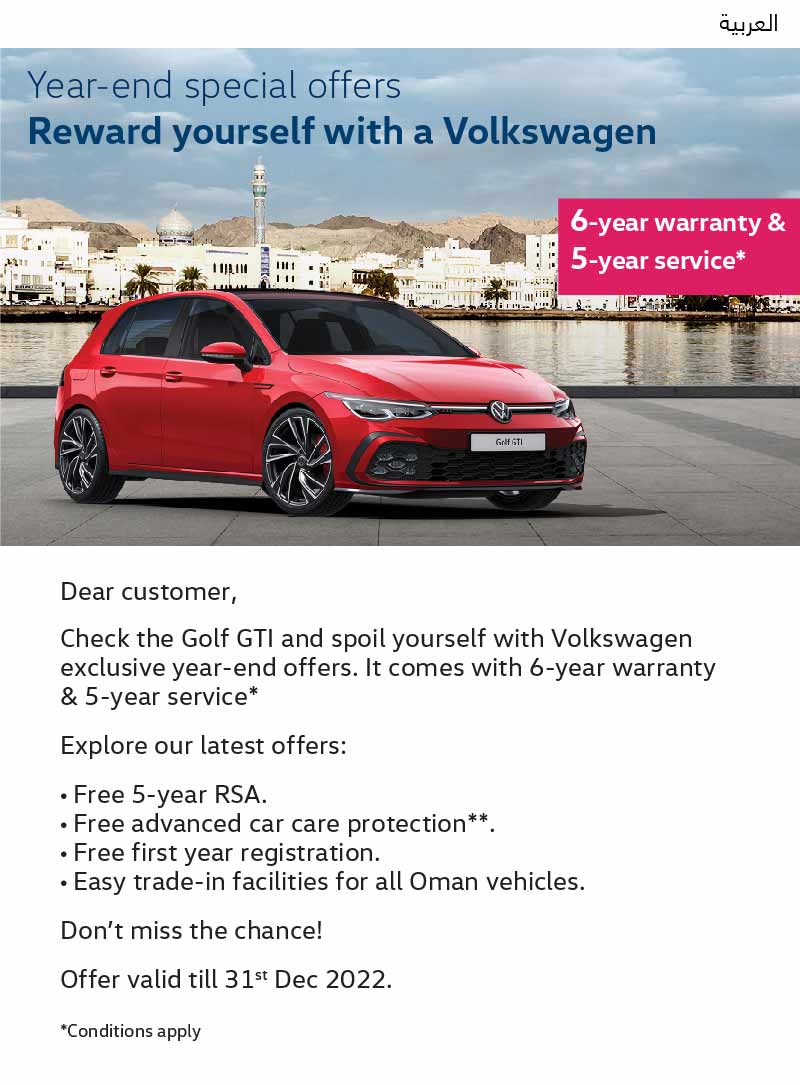 العربية
Year-end special offers
Reward yourself with a Volkswagen
6-year warranty &
5-year service*
Golf GTI
Dear customer,
Check the Golf GTI and spoil yourself with Volkswagen
exclusive year-end offers. It comes with 6-year warranty
& 5-year service*
Explore our latest offers:
• Free 5-year RSA.
• Free advanced car care protection**.
• Free first year registration.
• Easy trade-in facilities for all Oman vehicles.
Don’t miss the chance!
Offer valid till 31st Dec 2022.
*Conditions apply